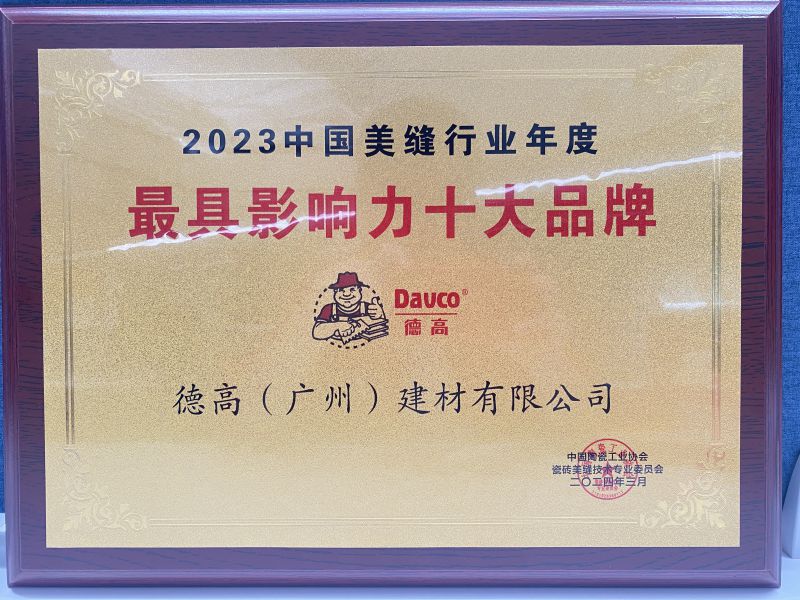 2023中国美缝行业年度
最具影响力十大品牌
Davco®
德高
德高（广州）建材有限公司
中国陶瓷工业协会
瓷砖美缝技术专业委员会
二〇二四年三月